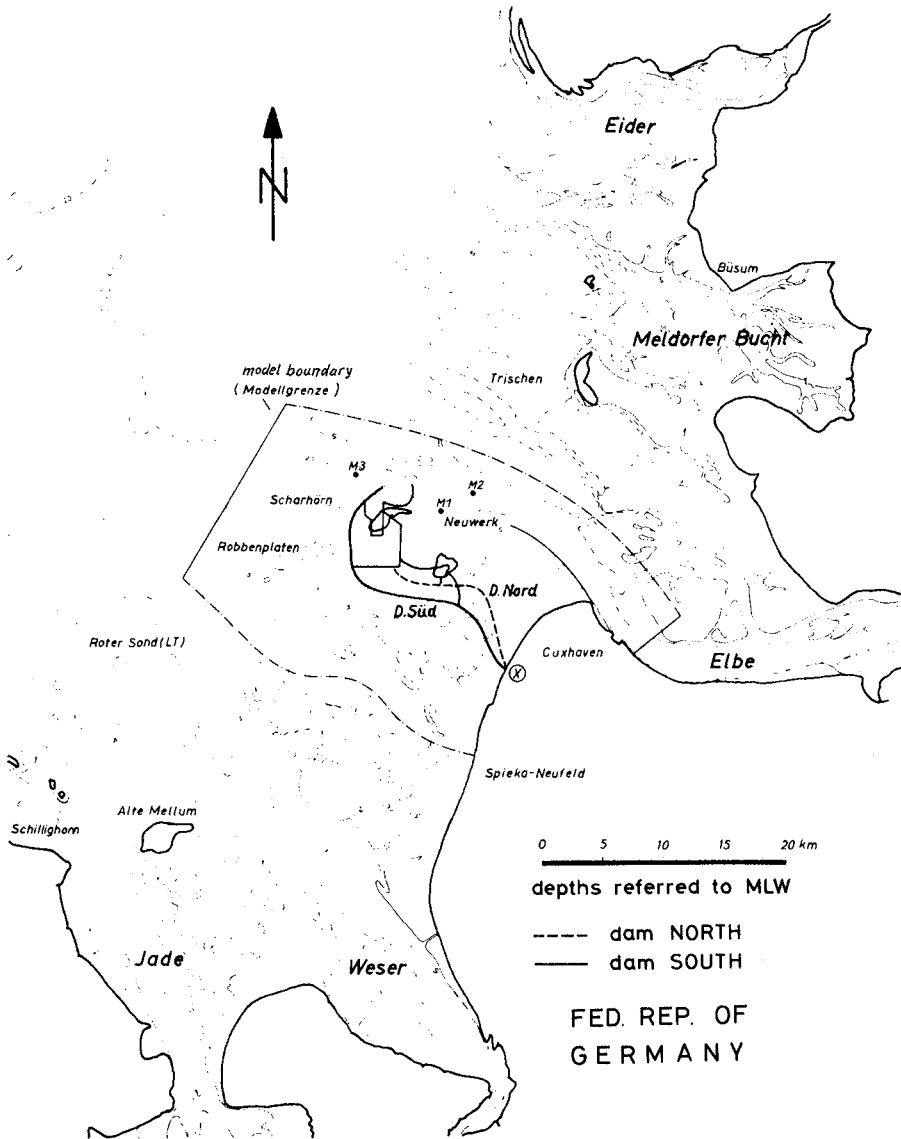 Eider
N
Büsum
Meldorfer Bucht
model boundary
(Modellgrenze)
Trischen
M3
M2
Scharhörn
M1
Neuwerk
Robbenplaten
D.Nord
D.Süd
Roter Sand (LT)
Cuxhaven
Elbe
X
Spieka-Neufeld
Alte Mellum
Schillighorn
0 5 10 15 20 km
depths referred to MLW
dam NORTH
dam SOUTH
Jade
Weser
FED. REP. OF
GERMANY